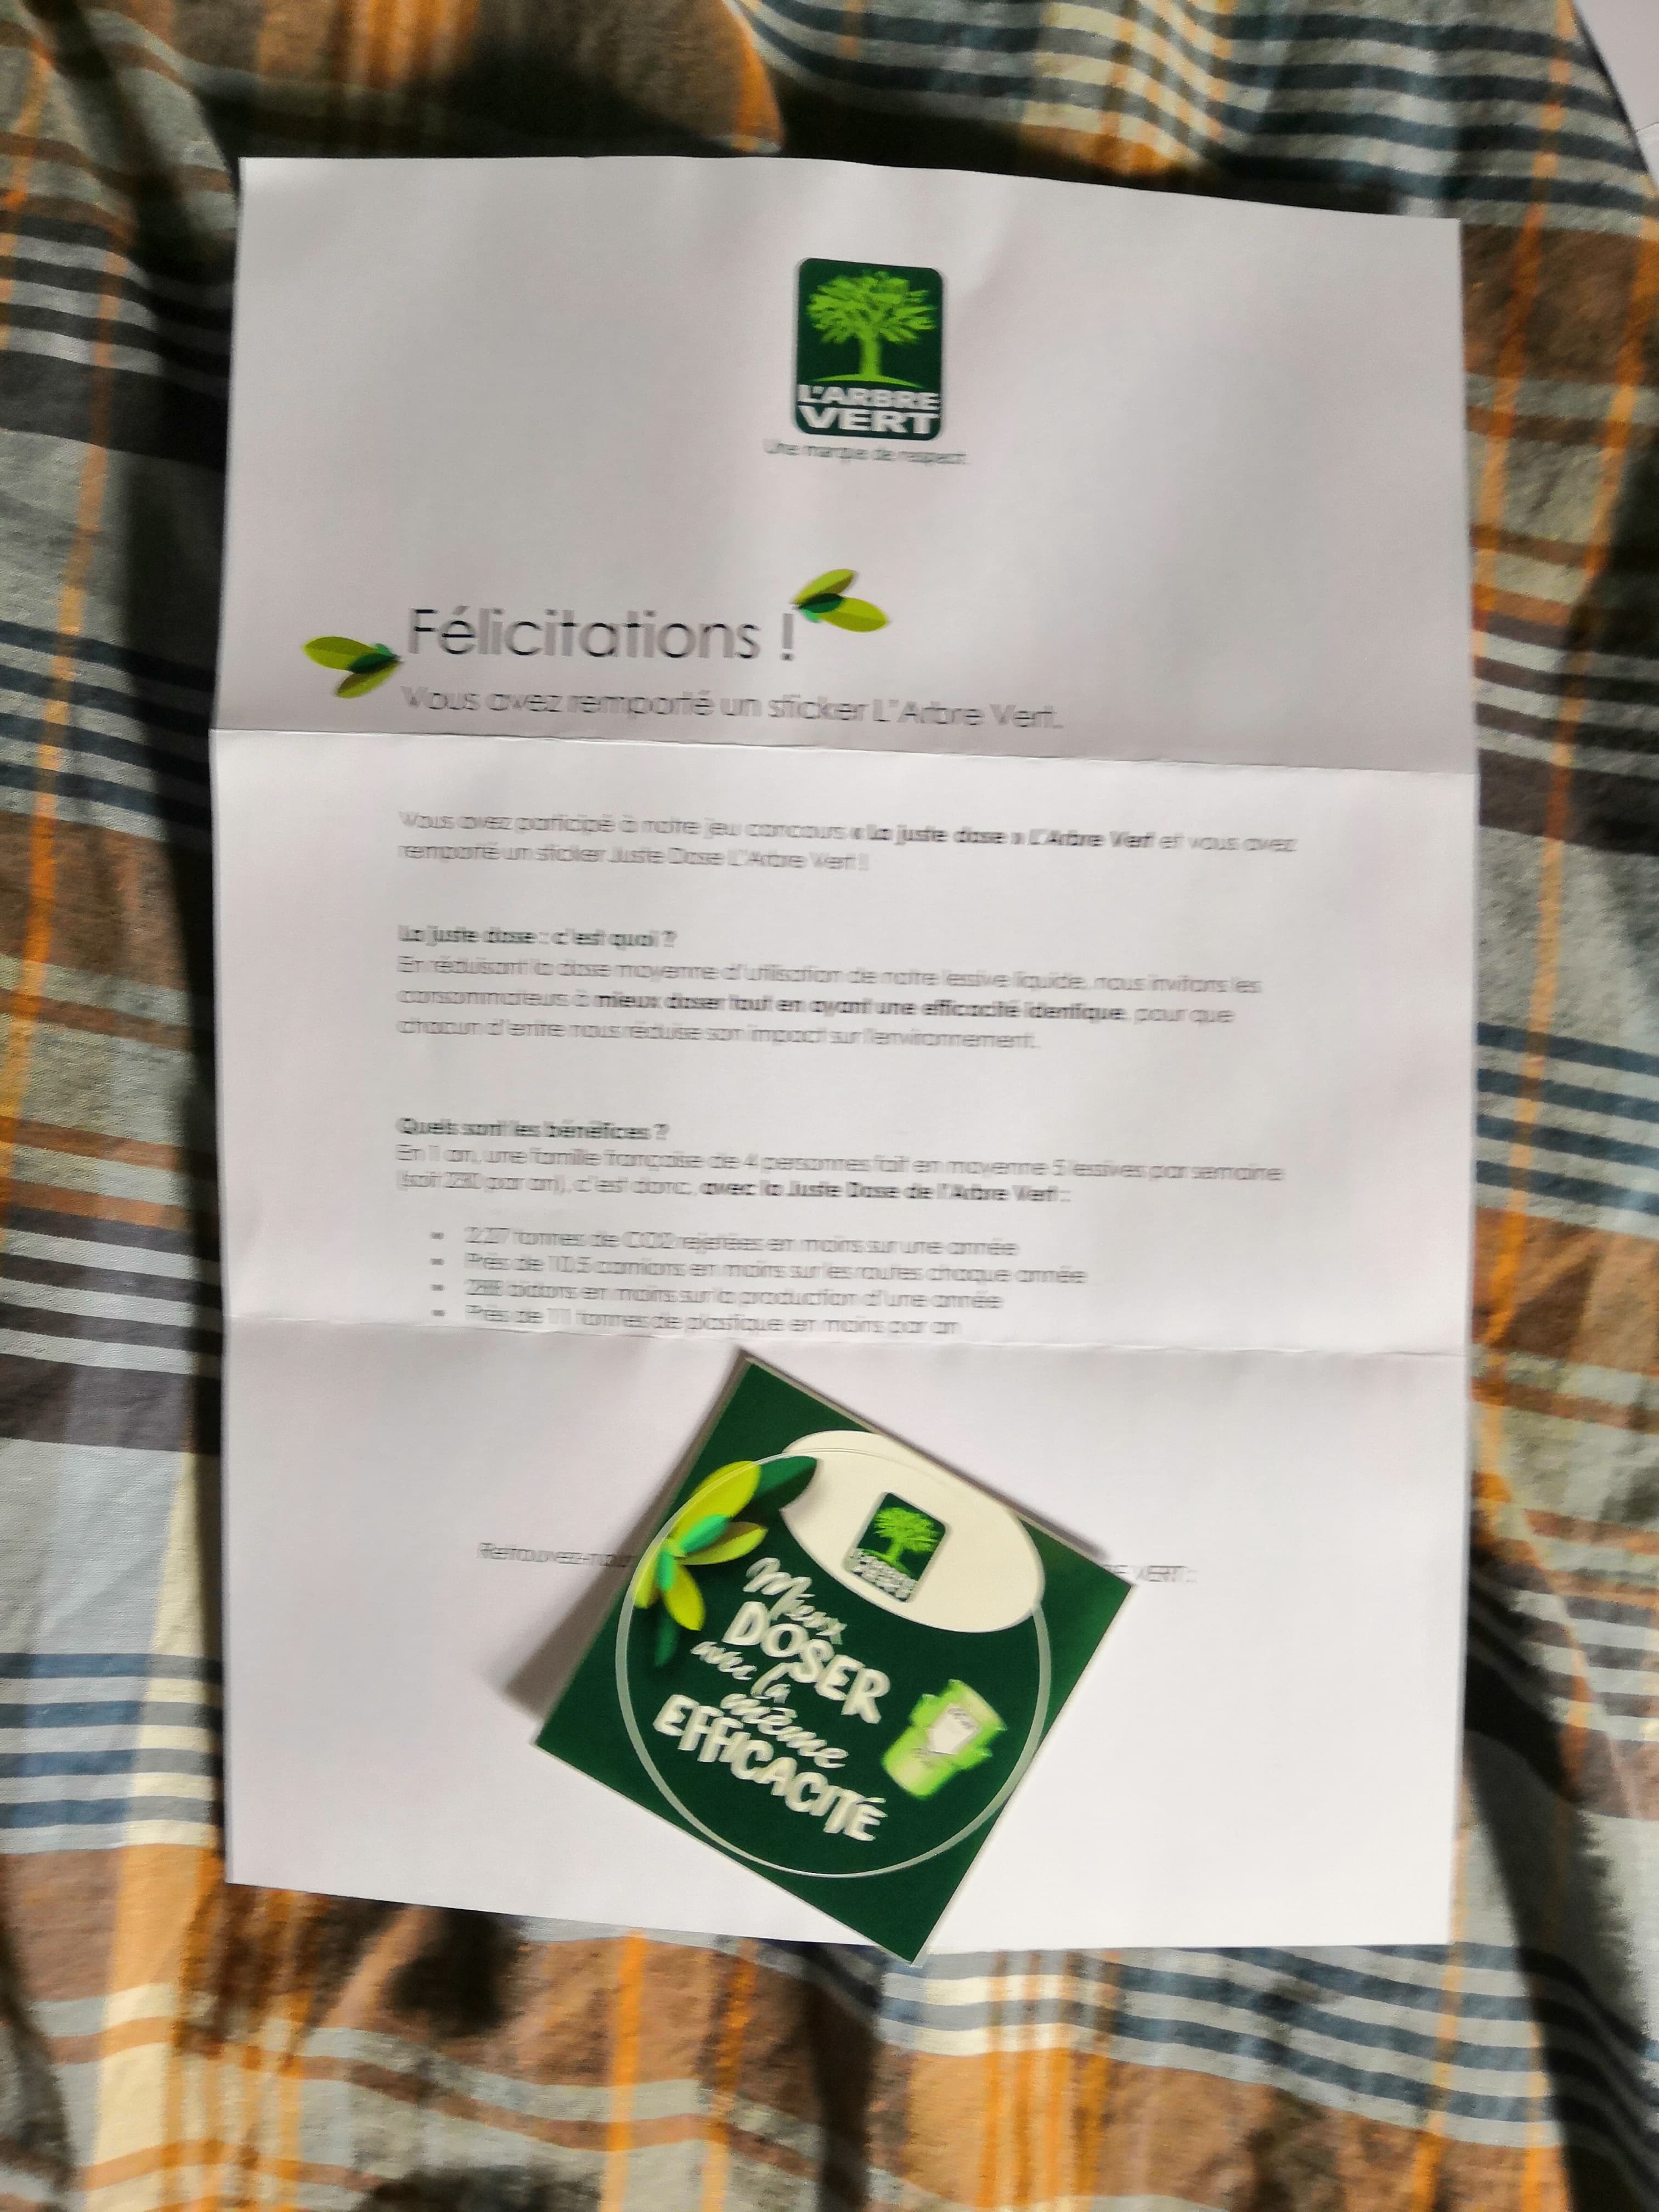 L'ARBRE
VERT
Une marque de respect.
Félicitations !
Vous avez remporté un sticker L'Arbre Vert.
Vous avez participé à notre jeu concours « La juste dose » L'Arbre Vert et vous avez
remporté un sticker Juste Dose L'Arbre Vert !
La juste dose : c'est quoi ?
En réduisant la dose moyenne d'utilisation de notre lessive liquide, nous invitons les
consommateurs à mieux doser tout en ayant une efficacité identique, pour que
chacun d'entre nous réduise son impact sur l'environnement.
Quels sont les bénéfices ?
En 1 an, une famille française de 4 personnes fait en moyenne 5 lessives par semaine
(soit par an), c'est donc, avec la Juste Dose de l'Arbre Vert :
tonnes de CO2 rejetées en moins sur une année
Près de camions en moins sur les routes chaque année
bidons en moins sur la production d'une année
Près de tonnes de plastique en moins par an
Retrouvez-nous VERT :
Mieux
DOSER
avec la
même
EFFICACITÉ